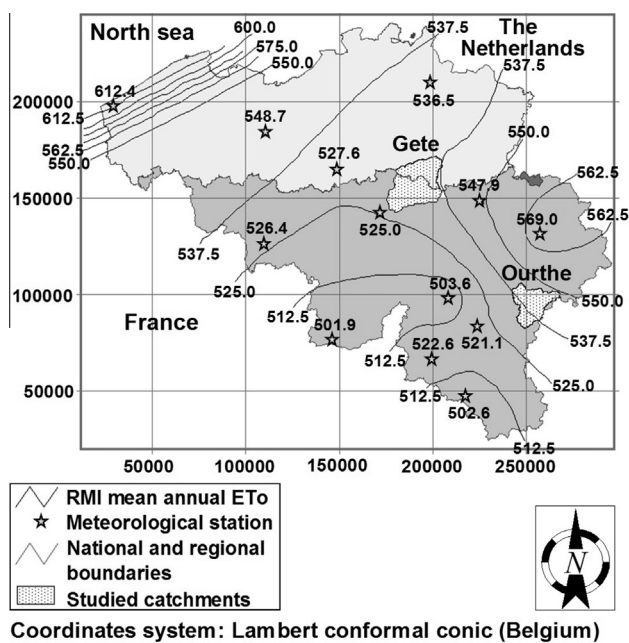 North sea
600.0
575.0
550.0
537.5
The
Netherlands
537.5
612.4
200000
612.5
548.7
536.5
550.0
Gete
562.5
550.0
527.6
547.9
562.5
150000
569.0
562.5
526.4
525.0
537.5
Ourthe
525.0
503.6
550.0
100000
512.5
France
501.9
522.6
521.1
537.5
512.5
525.0
50000
512.5
502.6
512.5
50000 100000 150000 200000 250000
RMI mean annual ETo
Meteorological station
National and regional
boundaries
Studied catchments
N
Coordinates system: Lambert conformal conic (Belgium)